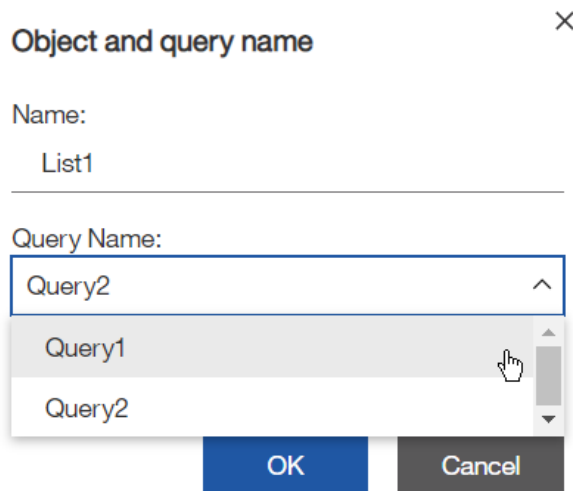 Object and query name
Name:
List1
Query Name:
Query2
Query1
Query2
OK
Cancel